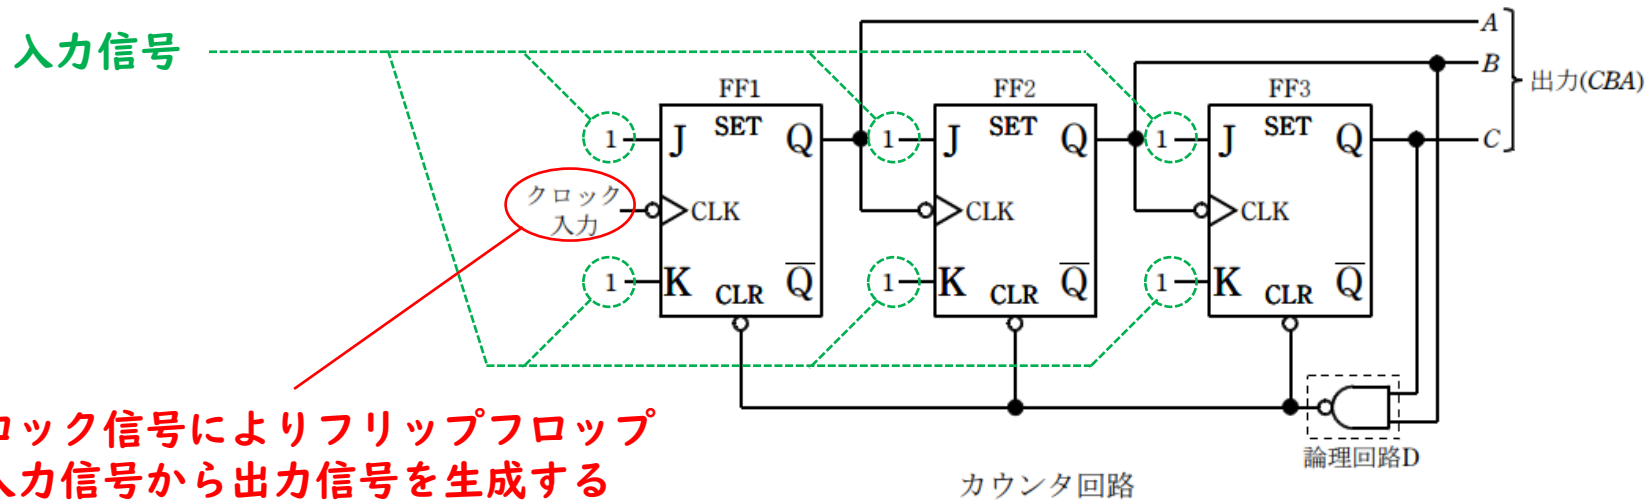 入力信号
A
B
出力(CBA)
C
FF1
FF2
FF3
1 J SET Q
1 J SET Q
1 J SET Q
クロック
入力
CLK
CLK
CLK
1 K CLR Q̅
1 K CLR Q̅
1 K CLR Q̅
ロック信号によりフリップフロップ
入力信号から出力信号を生成する
論理回路D
カウンタ回路